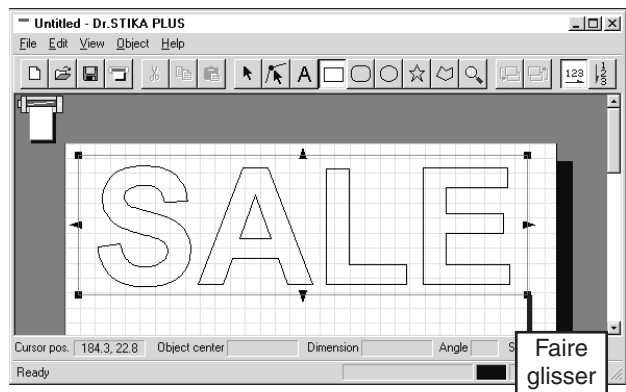 Untitled - Dr.STIKA PLUS
File Edit View Object Help
A 123 123
SALE
Cursor pos. 184.3, 22.8 Object center Dimension Angle S
Ready
Faire
glisser